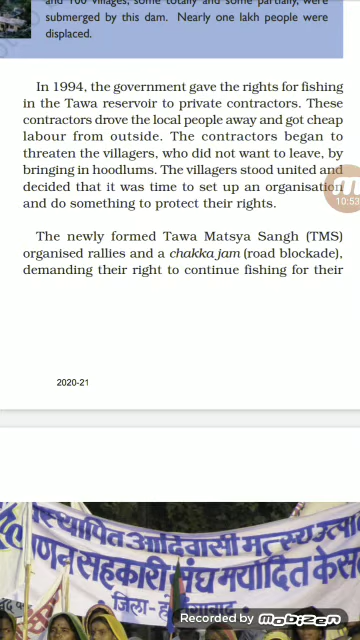 and 100 villages, some totally and some partially, were
submerged by this dam. Nearly one lakh people were
displaced.
In 1994, the government gave the rights for fishing
in the Tawa reservoir to private contractors. These
contractors drove the local people away and got cheap
labour from outside. The contractors began to
threaten the villagers, who did not want to leave, by
bringing in hoodlums. The villagers stood united and
decided that it was time to set up an organisation
and do something to protect their rights.
10:53
The newly formed Tawa Matsya Sangh (TMS)
organised rallies and a chakka jam (road blockade),
demanding their right to continue fishing for their
2020-21
आदिवासी मत्स्य
सहकारी संघ मर्यादित
जिला-
Recorded by mobizen